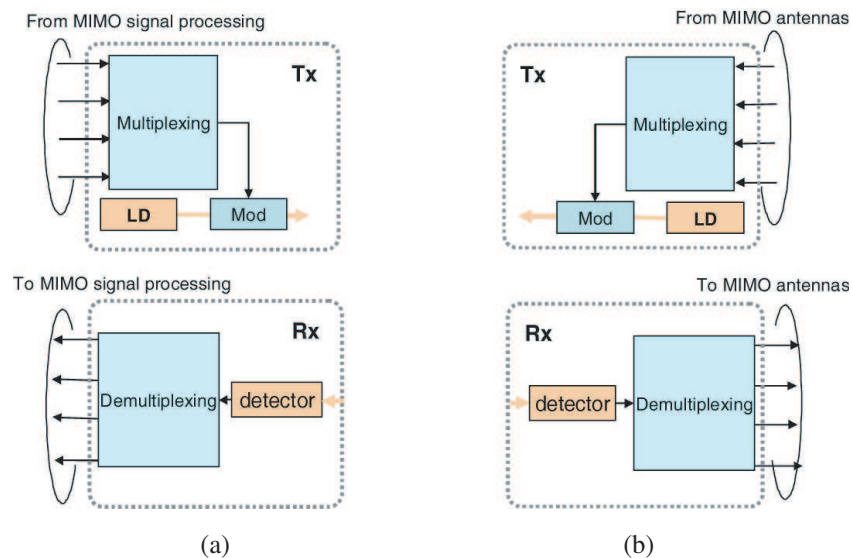 From MIMO signal processing
Tx
Multiplexing
LD
Mod
To MIMO signal processing
Rx
Demultiplexing
detector
(a)
From MIMO antennas
Tx
Multiplexing
Mod
LD
To MIMO antennas
Rx
detector
Demultiplexing
(b)